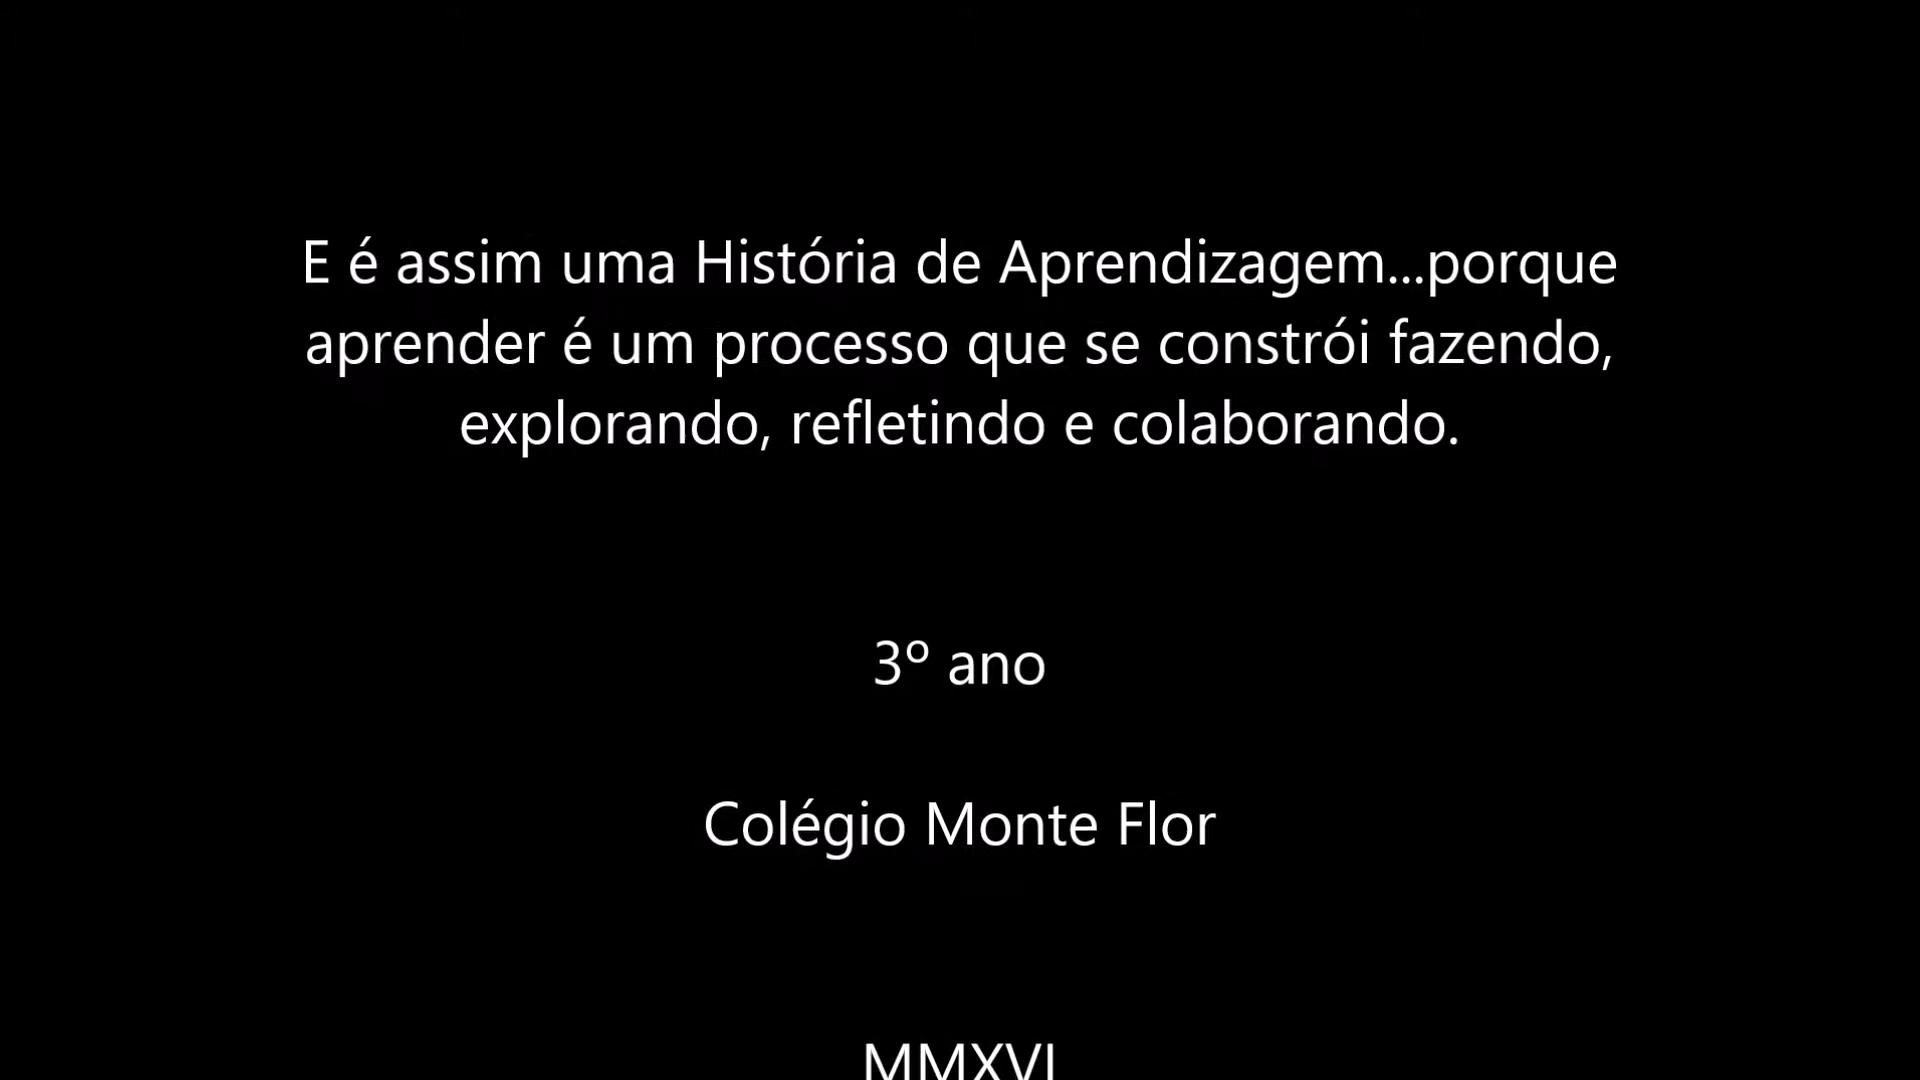 E é assim uma História de Aprendizagem...porque
aprender é um processo que se constrói fazendo,
explorando, refletindo e colaborando.
3º ano
Colégio Monte Flor
MMXVI